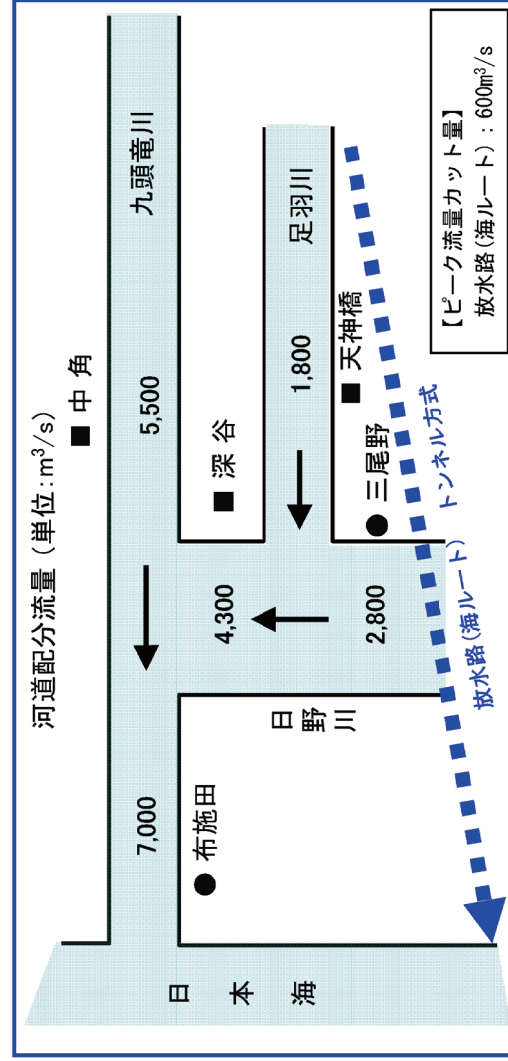 河道配分流量（単位：m³/s）
■ 中 角
九頭竜川
5,500
7,000
■ 深 谷
足羽川
1,800
4,300
■ 天神橋
● 三尾野
2,800
日野川
● 布施田
日本海
放水路(海ルート) トンネル方式
【ピーク流量カット量】
放水路(海ルート)：600m³/s